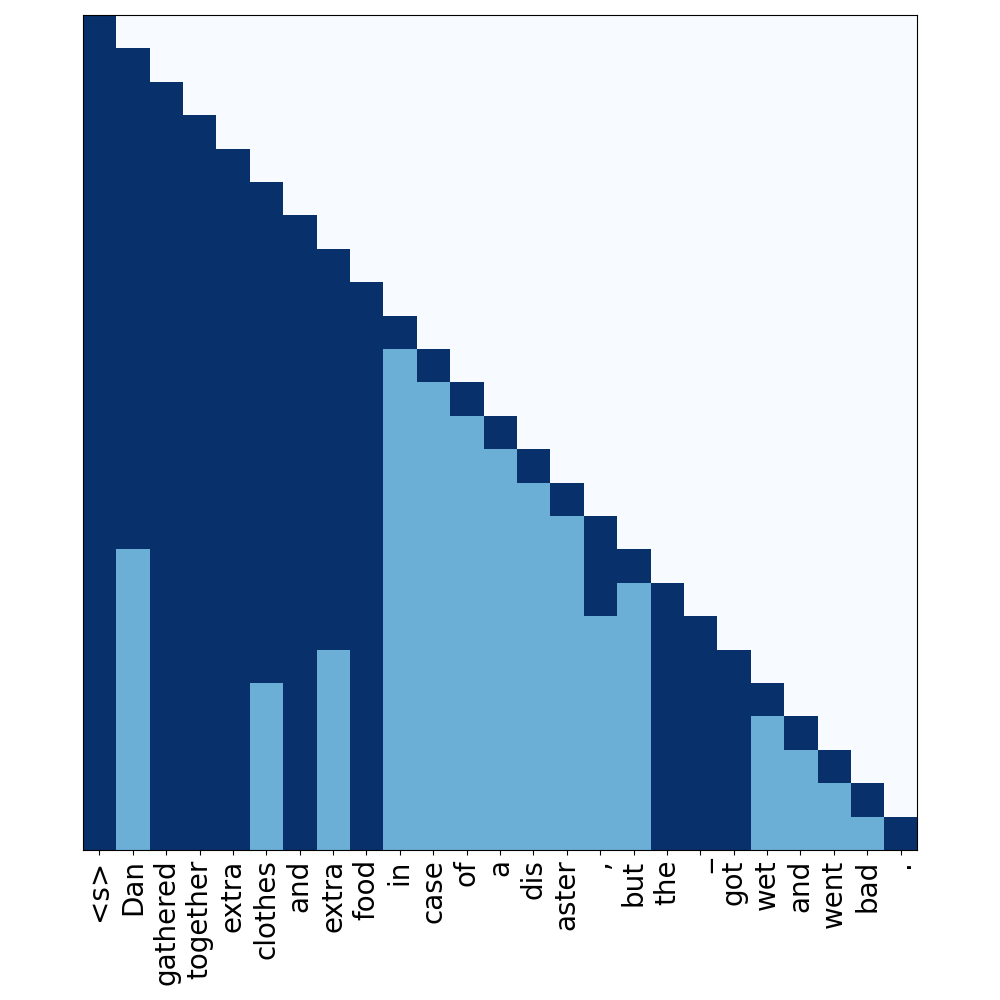 <s>
Dan
gathered
together
extra
clothes
and
extra
food
in
case
of
a
dis
aster
,
but
the
_
got
wet
and
went
bad
.